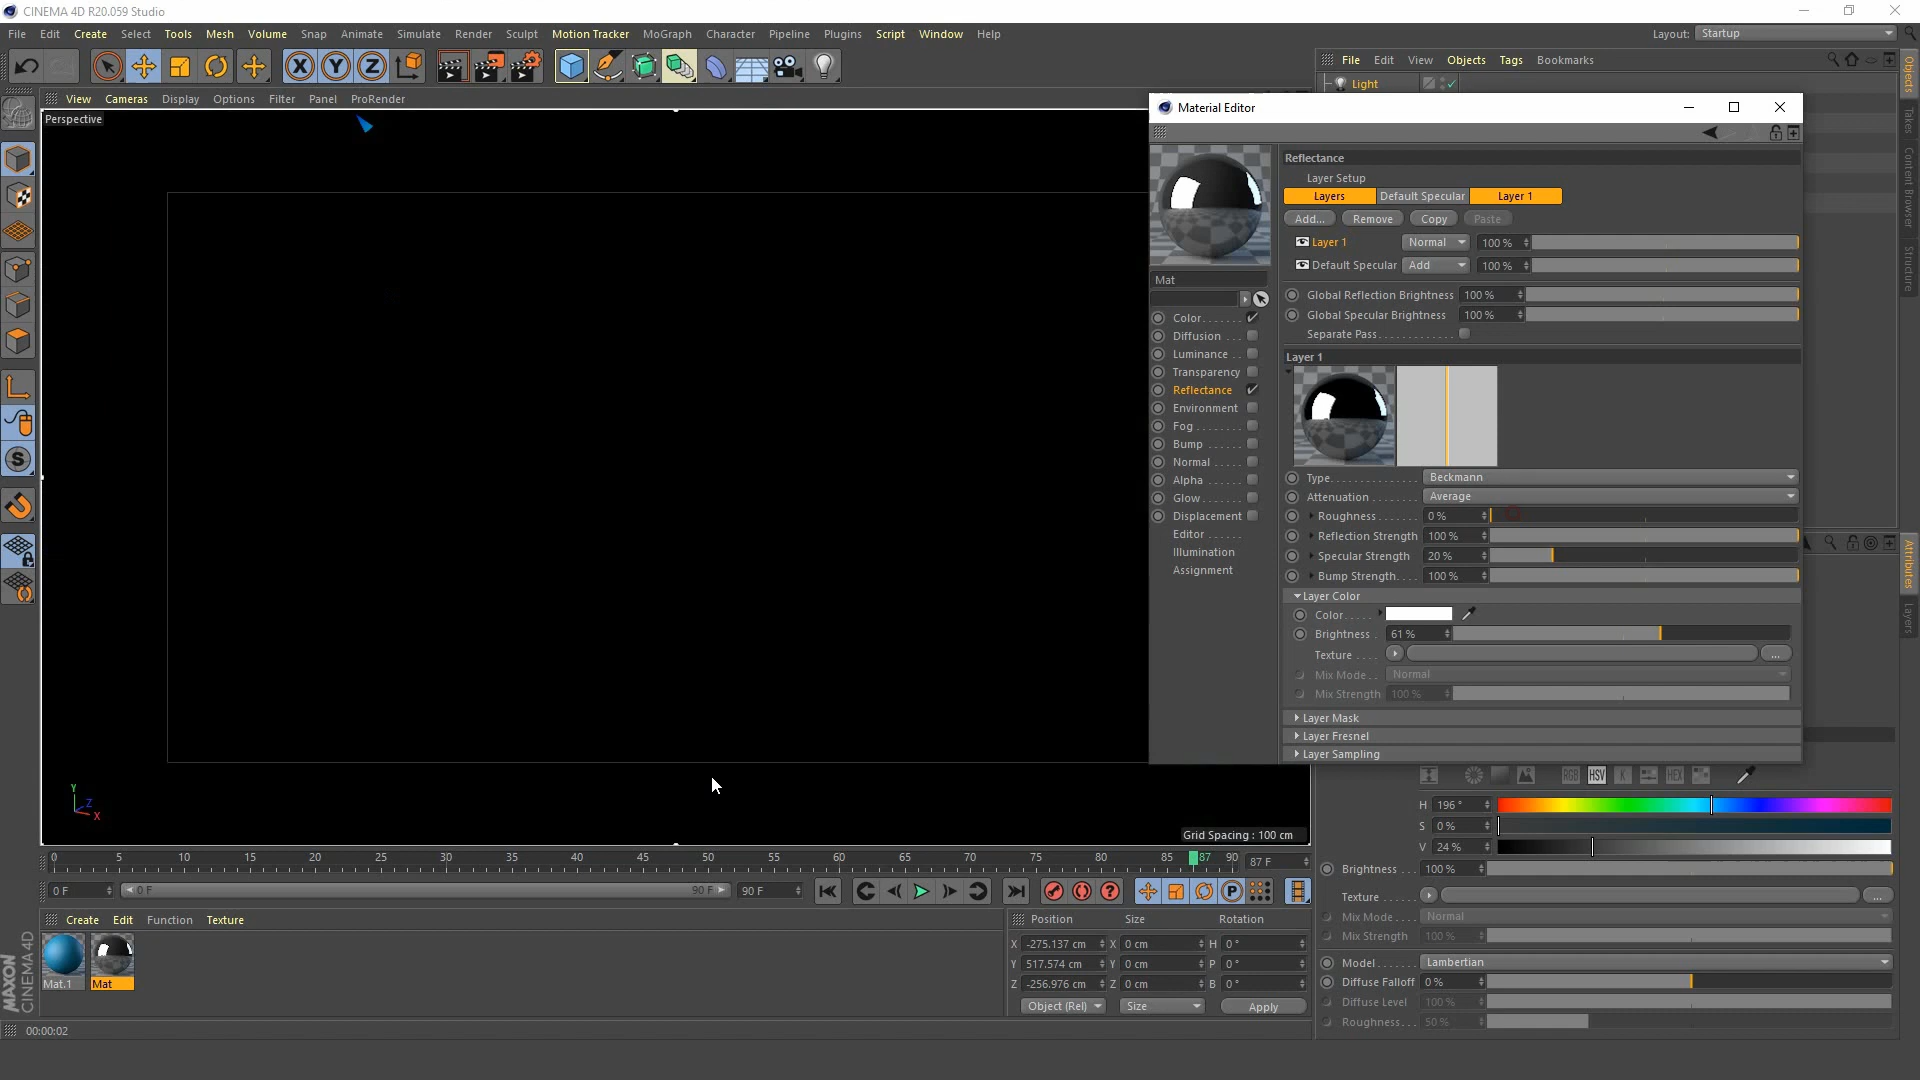 CINEMA 4D R20.059 Studio
File Edit Create Select Tools Mesh Volume Snap Animate Simulate Render Sculpt Motion Tracker MoGraph Character Pipeline Plugins Script Window Help
Layout: Startup
View Cameras Display Options Filter Panel ProRender
File Edit View Objects Tags Bookmarks
Light
Perspective
Material Editor
Reflectance
Layer Setup
Layers Default Specular Layer 1
Add... Remove Copy Paste
Layer 1 Normal 100 %
Default Specular Add 100 %
Global Reflection Brightness 100 %
Global Specular Brightness 100 %
Separate Pass
Layer 1
Mat
Color
Diffusion
Luminance
Transparency
Reflectance
Environment
Fog
Bump
Normal
Alpha
Glow
Displacement
Editor
Illumination
Assignment
Type Beckmann
Attenuation Average
Roughness 0 %
Reflection Strength 100 %
Specular Strength 20 %
Bump Strength 100 %
Layer Color
Color
Brightness 61 %
Texture ...
Mix Mode Normal
Mix Strength 100 %
Layer Mask
Layer Fresnel
Layer Sampling
Objects
Takes
Content Browser
Structure
Attributes
Layers
Y
Z
X
Grid Spacing : 100 cm
RGB HSV K HEX
H 196 °
S 0 %
V 24 %
Brightness 100 %
Texture ...
Mix Mode Normal
Mix Strength 100 %
Model Lambertian
Diffuse Falloff 0 %
Diffuse Level 100 %
Roughness 50 %
0 5 10 15 20 25 30 35 40 45 50 55 60 65 70 75 80 85 87 90 87 F
0 F 0 F 90 F 90 F
Create Edit Function Texture
Mat.1 Mat
Position Size Rotation
X -275.137 cm X 0 cm H 0 °
Y 517.574 cm Y 0 cm P 0 °
Z -256.976 cm Z 0 cm B 0 °
Object (Rel) Size Apply
MAXON
CINEMA 4D
00:00:02